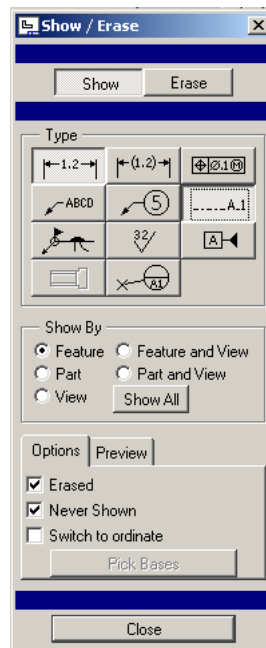 Show / Erase
Show Erase
Type
1.2 (1.2) Ø.1Ⓜ
ABCD 5 A.1
32/ A
A1
Show By
Feature Feature and View
Part Part and View
View Show All
Options Preview
Erased
Never Shown
Switch to ordinate
Pick Bases
Close